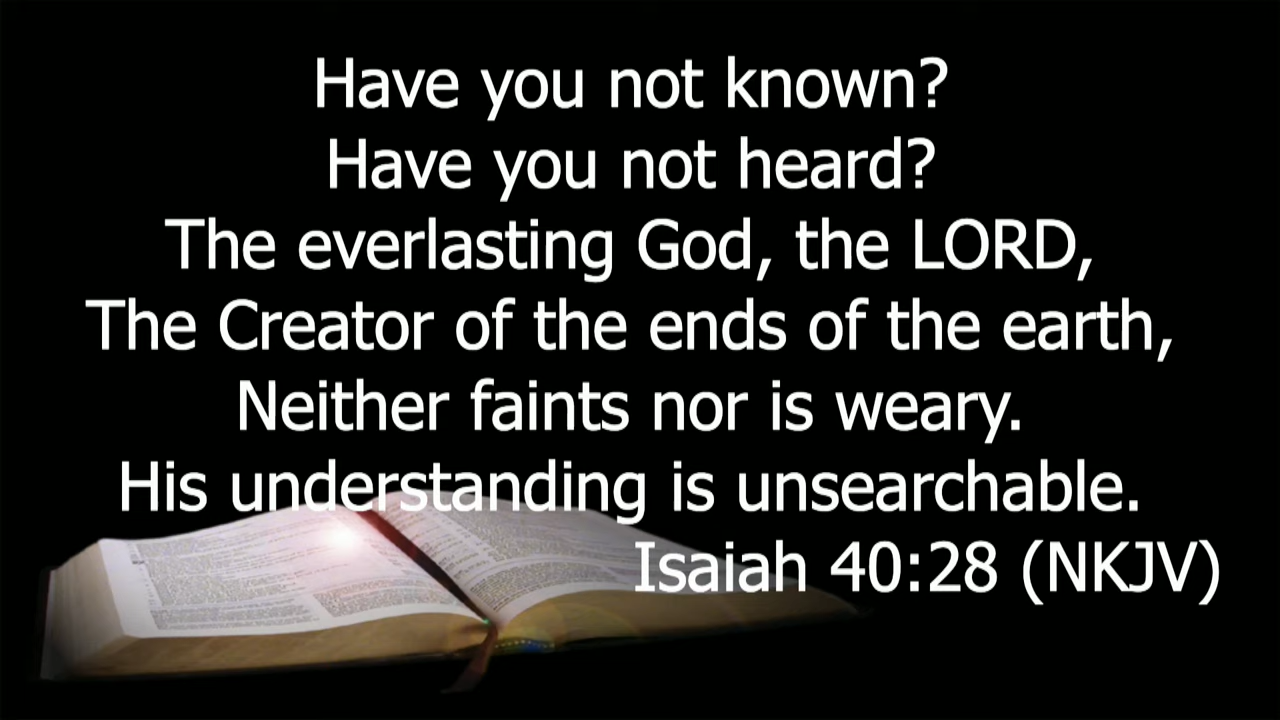 Have you not known?
Have you not heard?
The everlasting God, the LORD,
The Creator of the ends of the earth,
Neither faints nor is weary.
His understanding is unsearchable.
Isaiah 40:28 (NKJV)